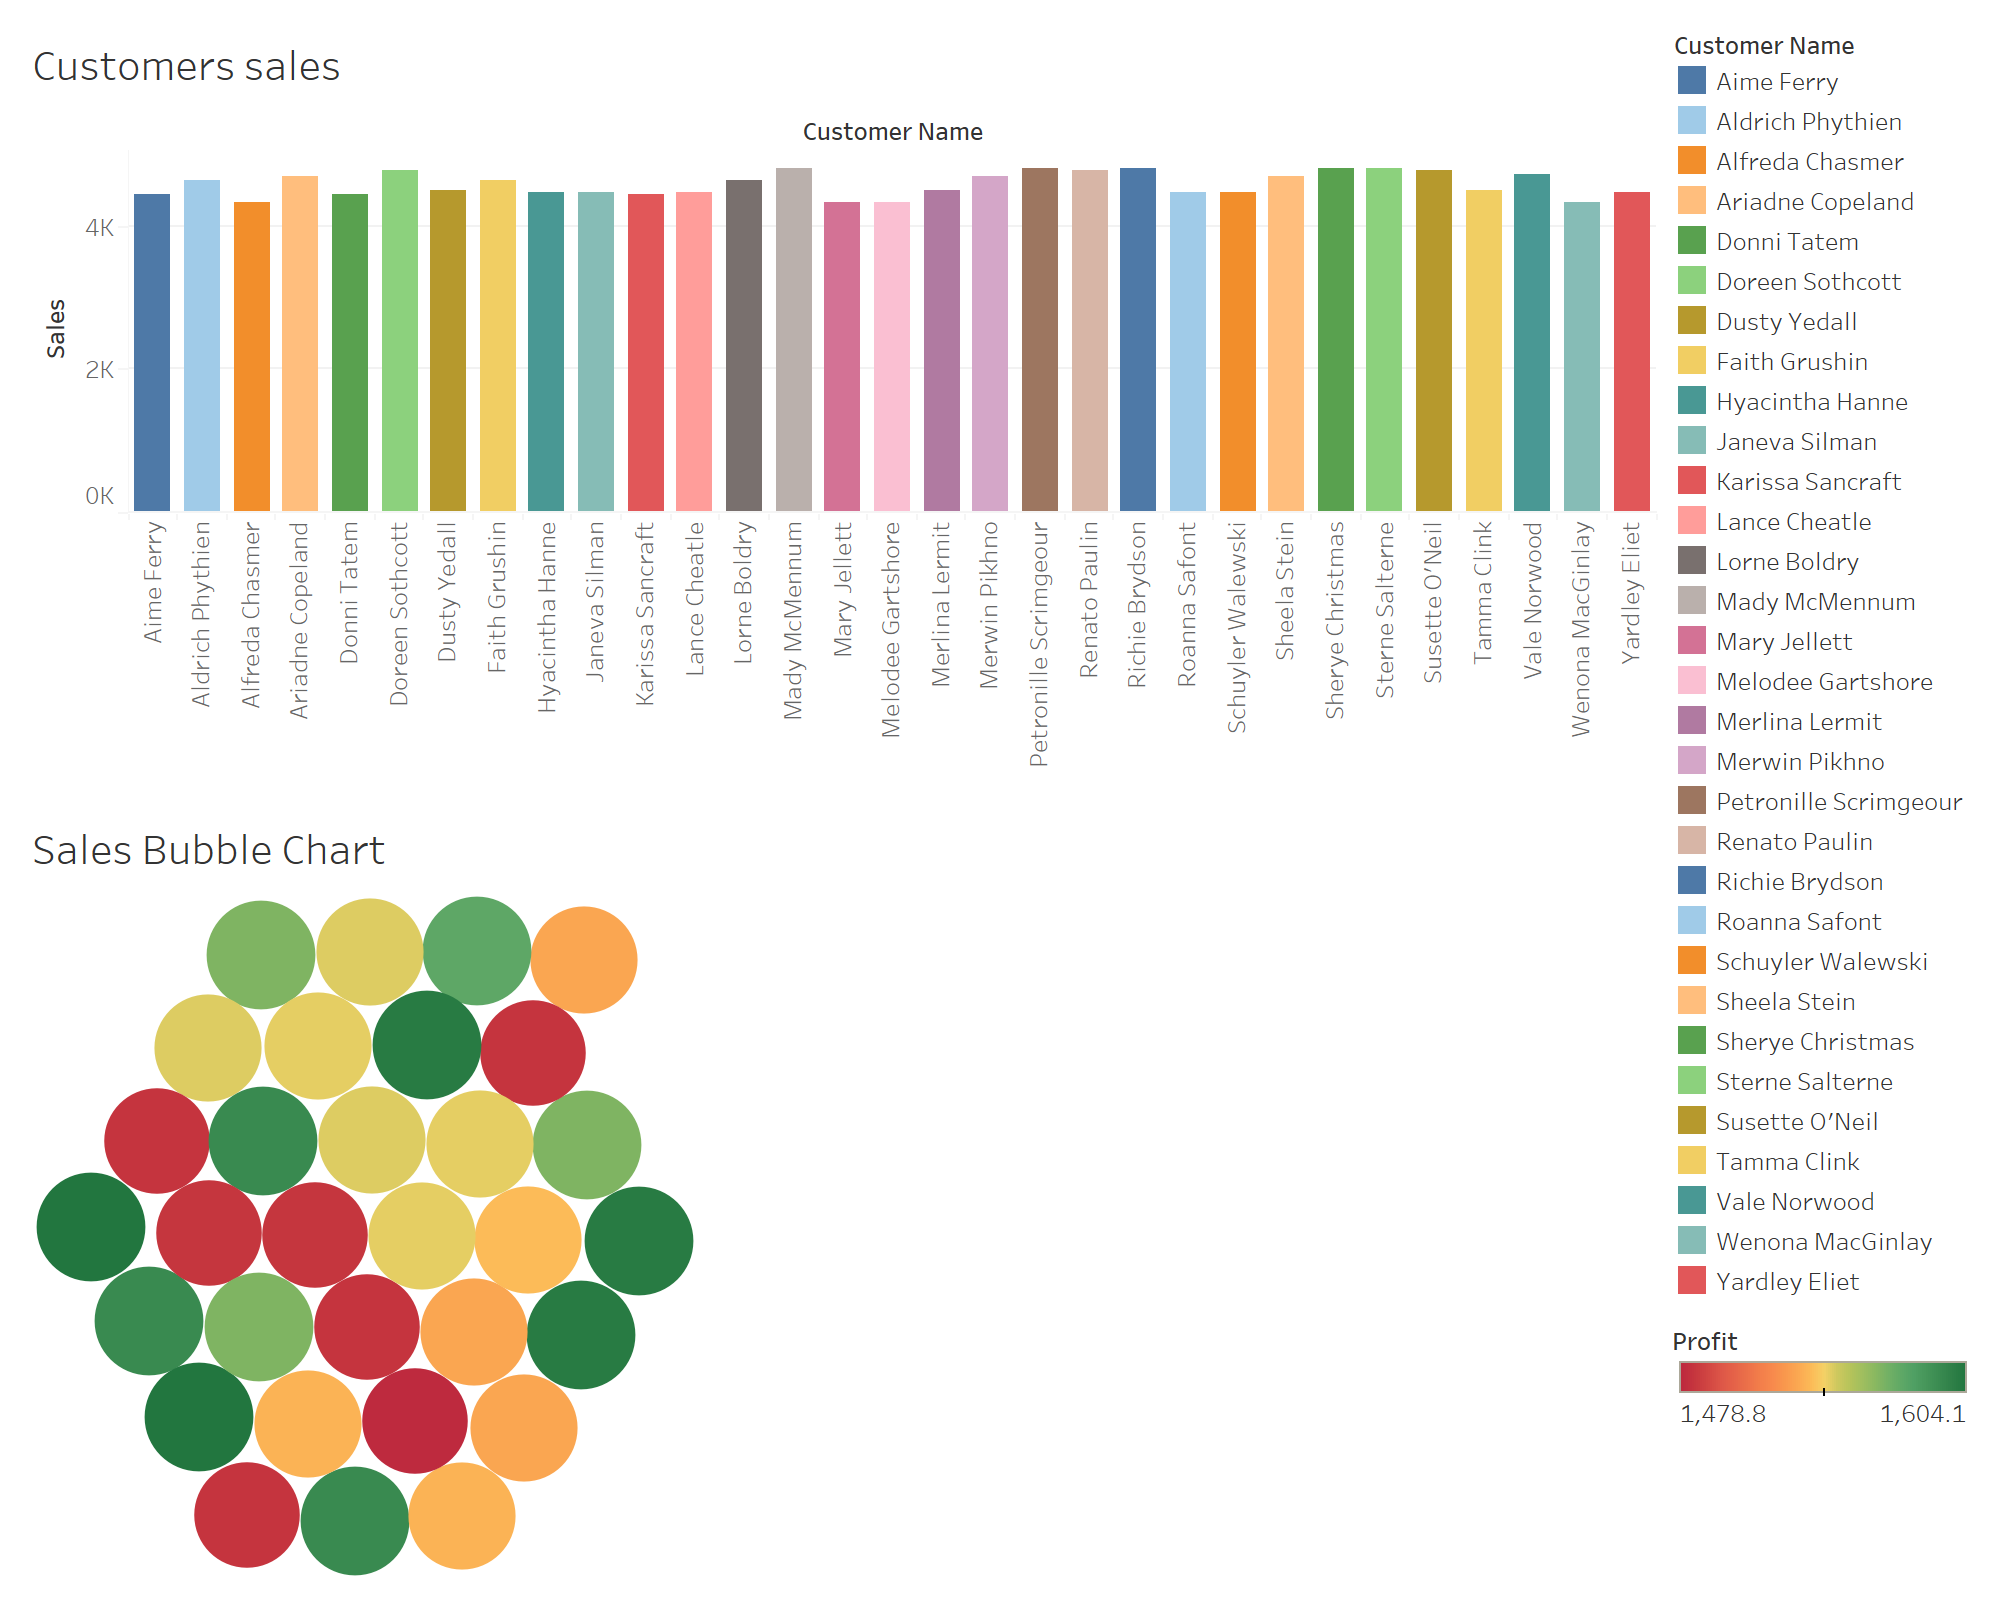 Customers sales
Customer Name
Sales
4K
2K
0K
Aime Ferry
Aldrich Phythien
Alfreda Chasmer
Ariadne Copeland
Donni Tatem
Doreen Sothcott
Dusty Yedall
Faith Grushin
Hyacintha Hanne
Janeva Silman
Karissa Sancraft
Lance Cheatle
Lorne Boldry
Mady McMennum
Mary Jellett
Melodee Gartshore
Merlina Lermit
Merwin Pikhno
Petronille Scrimgeour
Renato Paulin
Richie Brydson
Roanna Safont
Schuyler Walewski
Sheela Stein
Sherye Christmas
Sterne Salterne
Susette O'Neil
Tamma Clink
Vale Norwood
Wenona MacGinlay
Yardley Eliet
Sales Bubble Chart
Customer Name
Aime Ferry
Aldrich Phythien
Alfreda Chasmer
Ariadne Copeland
Donni Tatem
Doreen Sothcott
Dusty Yedall
Faith Grushin
Hyacintha Hanne
Janeva Silman
Karissa Sancraft
Lance Cheatle
Lorne Boldry
Mady McMennum
Mary Jellett
Melodee Gartshore
Merlina Lermit
Merwin Pikhno
Petronille Scrimgeour
Renato Paulin
Richie Brydson
Roanna Safont
Schuyler Walewski
Sheela Stein
Sherye Christmas
Sterne Salterne
Susette O'Neil
Tamma Clink
Vale Norwood
Wenona MacGinlay
Yardley Eliet
Profit
1,478.8 1,604.1